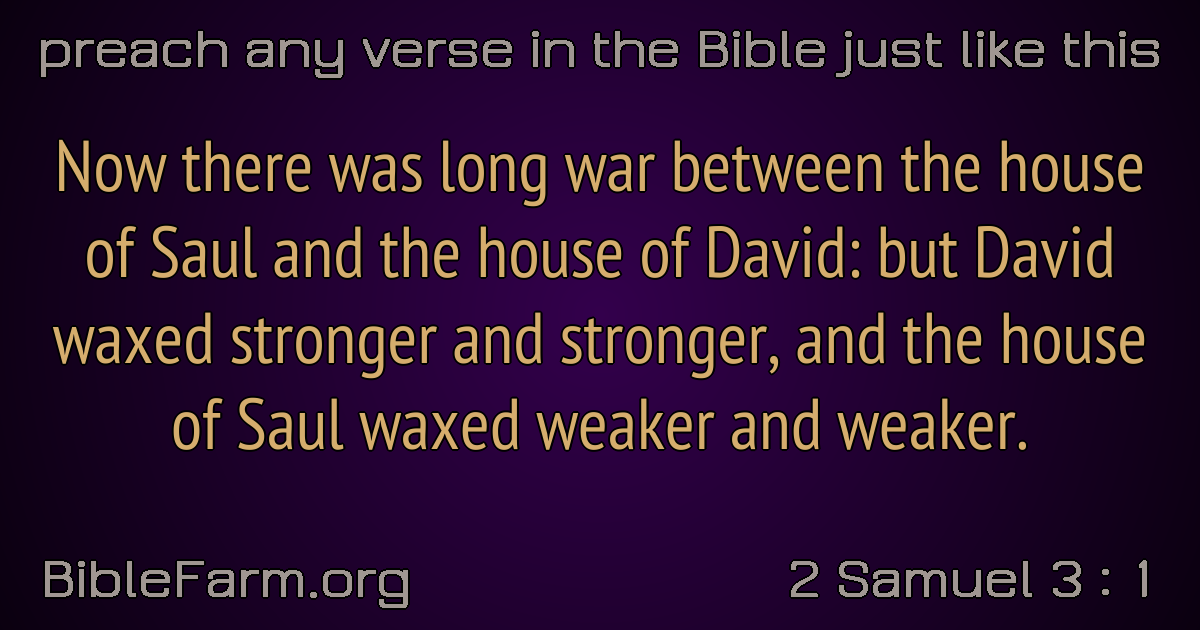 preach any verse in the Bible just like this
Now there was long war between the house
of Saul and the house of David: but David
waxed stronger and stronger, and the house
of Saul waxed weaker and weaker.
BibleFarm.org
2 Samuel 3 : 1